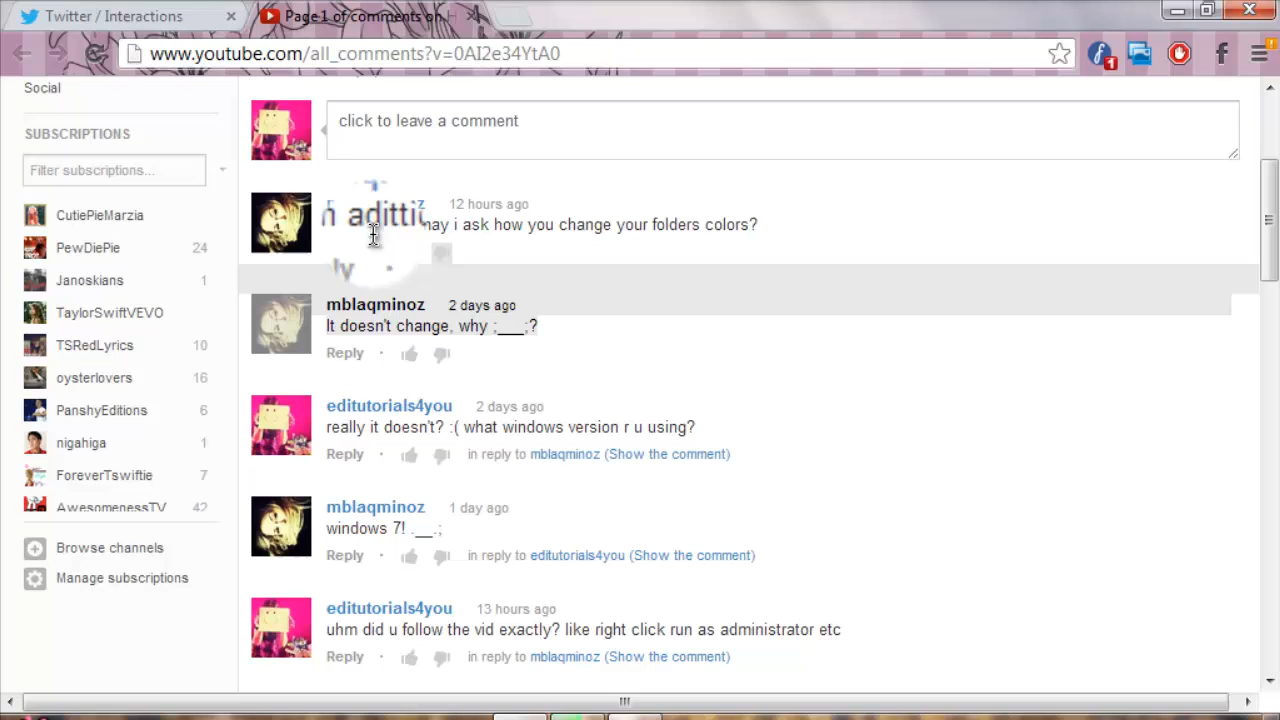 Twitter / Interactions
Page 1 of comments on H
www.youtube.com/all_comments?v=0AI2e34YtA0
1
Social
SUBSCRIPTIONS
Filter subscriptions...
CutiePieMarzia
PewDiePie 24
Janoskians 1
TaylorSwiftVEVO
TSRedLyrics 10
oysterlovers 16
PanshyEditions 6
nigahiga 1
ForeverTswiftie 7
AwesomenessTV 42
Browse channels
Manage subscriptions
click to leave a comment
z 12 hours ago
n adittic may i ask how you change your folders colors?
ly
mblaqminoz 2 days ago
It doesn't change, why ;___;?
Reply
editutorials4you 2 days ago
really it doesn't? :( what windows version r u using?
Reply in reply to mblaqminoz (Show the comment)
mblaqminoz 1 day ago
windows 7! .__.;
Reply in reply to editutorials4you (Show the comment)
editutorials4you 13 hours ago
uhm did u follow the vid exactly? like right click run as administrator etc
Reply in reply to mblaqminoz (Show the comment)